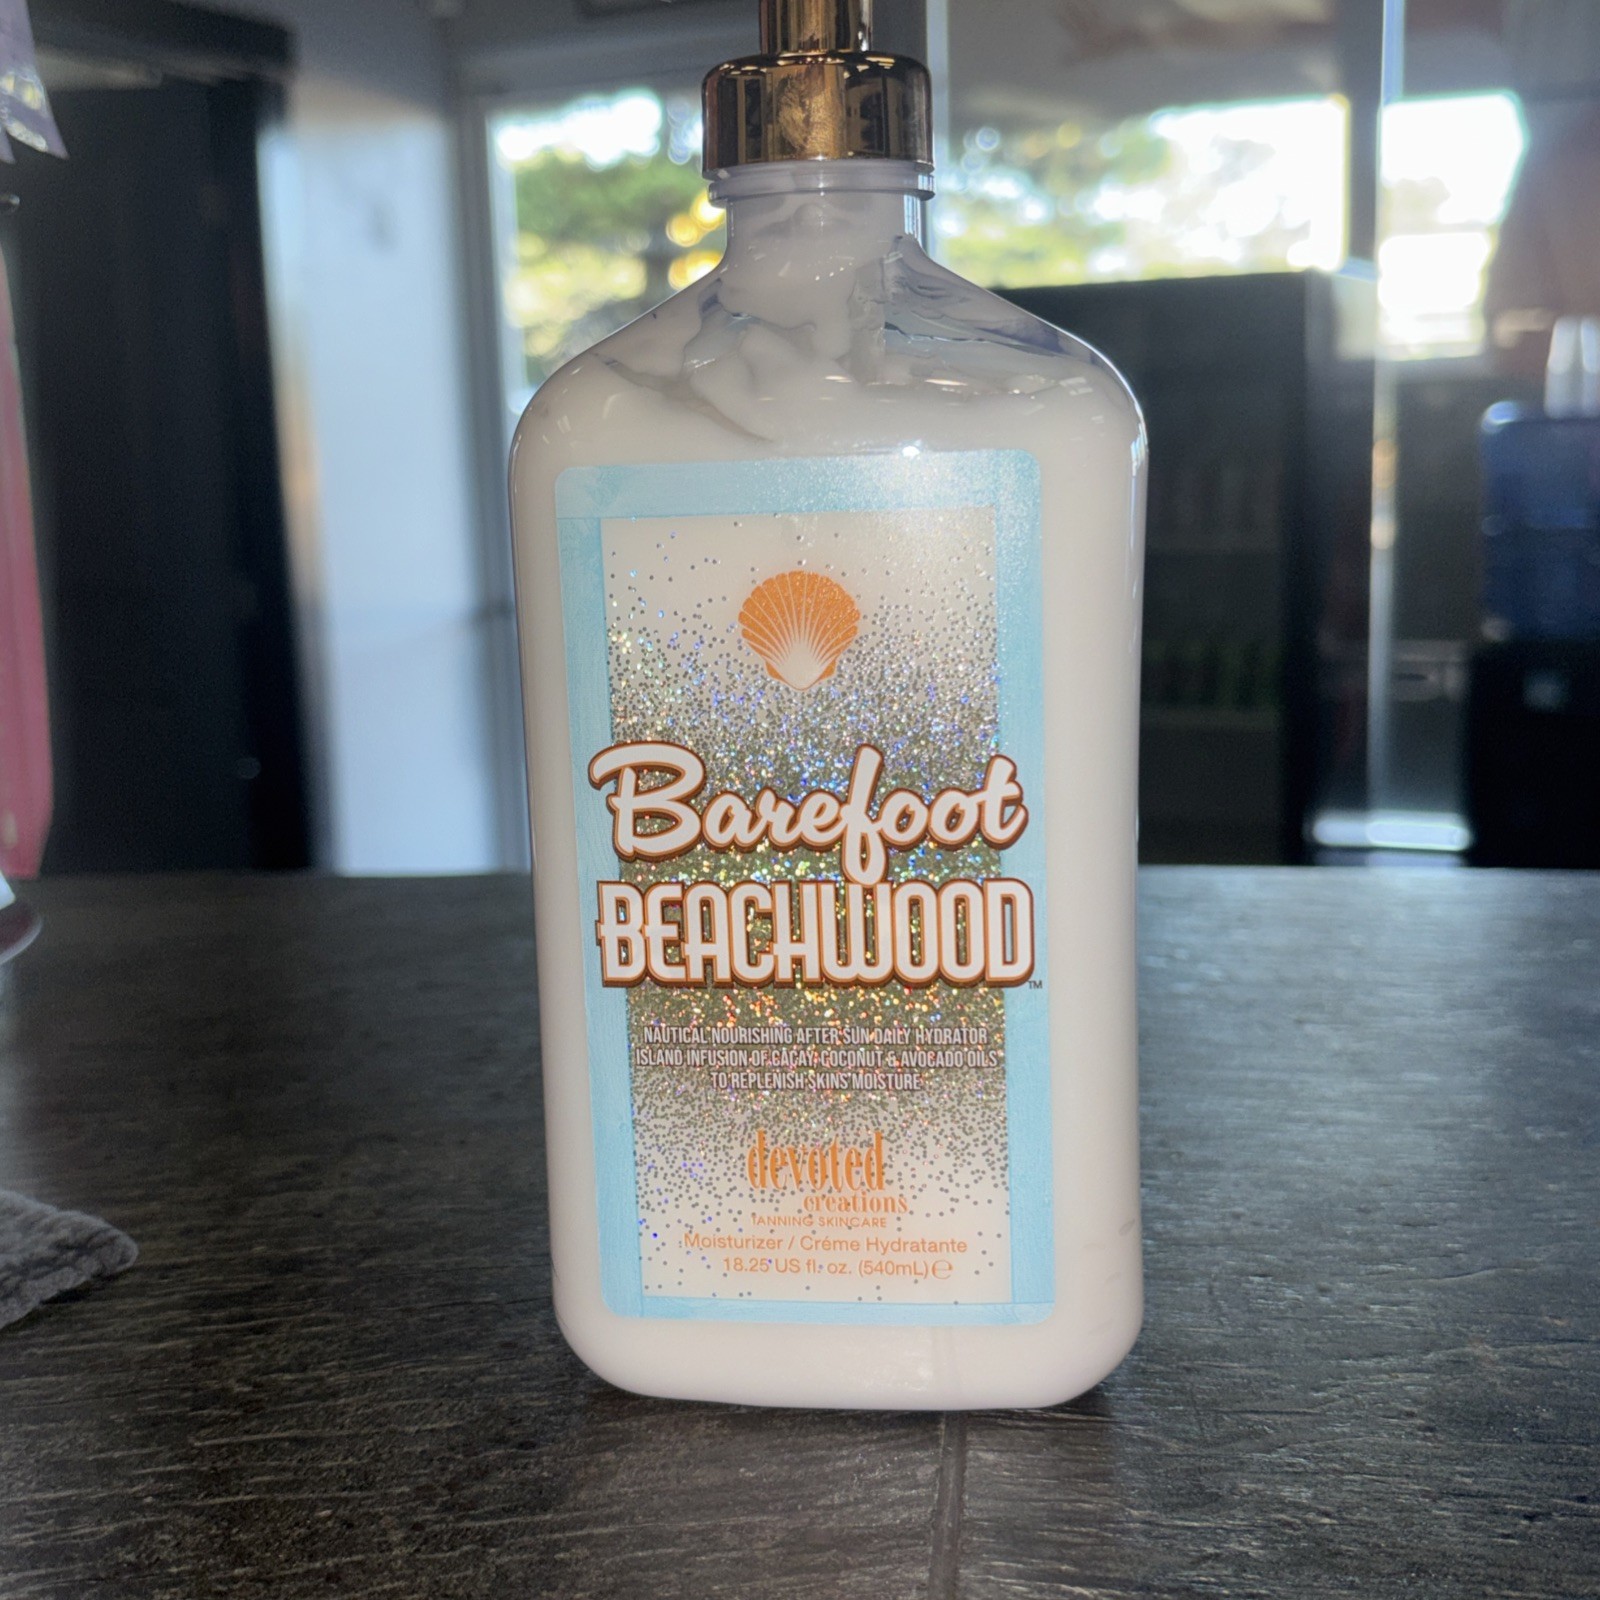 Barefoot
BEACHWOOD
TM
NAUTICAL NOURISHING AFTER SUN DAILY HYDRATOR
ISLAND INFUSION OF CACAY, COCONUT & AVOCADO OILS
TO REPLENISH SKINS MOISTURE
devoted
creations
TANNING SKINCARE
Moisturizer / Créme Hydratante
18.25 US fl. oz. (540mL) ℮